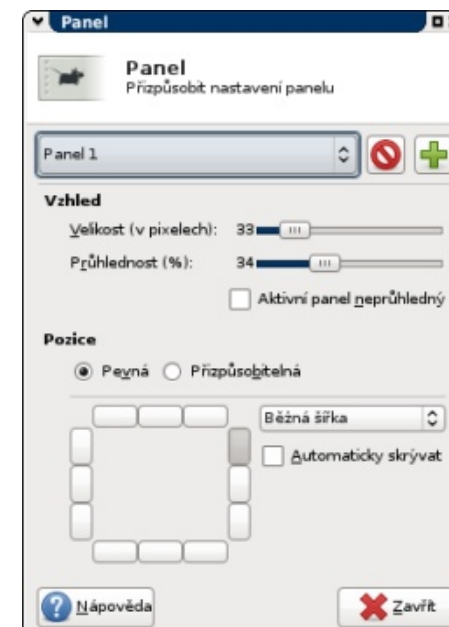 Panel
Panel
Přizpůsobit nastavení panelu
Panel 1
Vzhled
Velikost (v pixelech): 33
Průhlednost (%): 34
Aktivní panel neprůhledný
Pozice
Pevná Přizpůsobitelná
Běžná šířka
Automaticky skrývat
Nápověda Zavřít